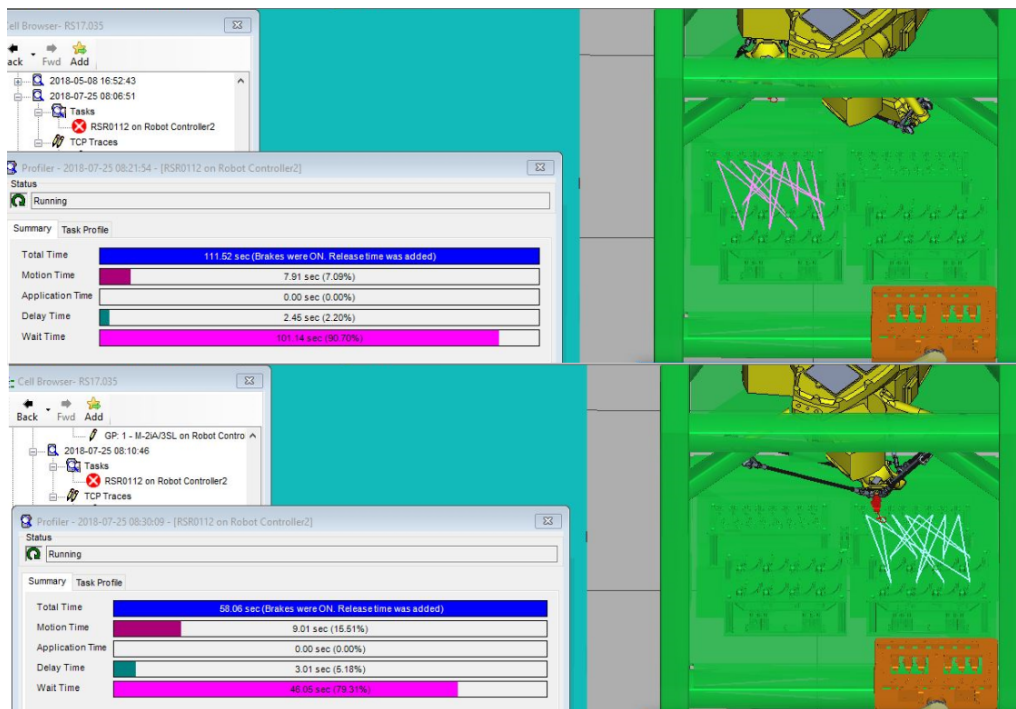 Cell Browser- RS17.035
ack
Fwd
Add
2018-05-08 16:52:43
2018-07-25 08:06:51
Tasks
RSR0112 on Robot Controller2
TCP Traces
Profiler - 2018-07-25 08:21:54 - [RSR0112 on Robot Controller2]
Status
Running
Summary
Task Profile
Total Time
111.52 sec (Brakes were ON. Release time was added)
Motion Time
7.91 sec (7.09%)
Application Time
0.00 sec (0.00%)
Delay Time
2.45 sec (2.20%)
Wait Time
101.14 sec (90.70%)
Cell Browser- RS17.035
Back
Fwd
Add
GP: 1 - M-2iA/3SL on Robot Contro
2018-07-25 08:10:46
Tasks
RSR0112 on Robot Controller2
TCP Traces
Profiler - 2018-07-25 08:30:09 - [RSR0112 on Robot Controller2]
Status
Running
Summary
Task Profile
Total Time
58.06 sec (Brakes were ON. Release time was added)
Motion Time
9.01 sec (15.51%)
Application Time
0.00 sec (0.00%)
Delay Time
3.01 sec (5.18%)
Wait Time
46.05 sec (79.31%)